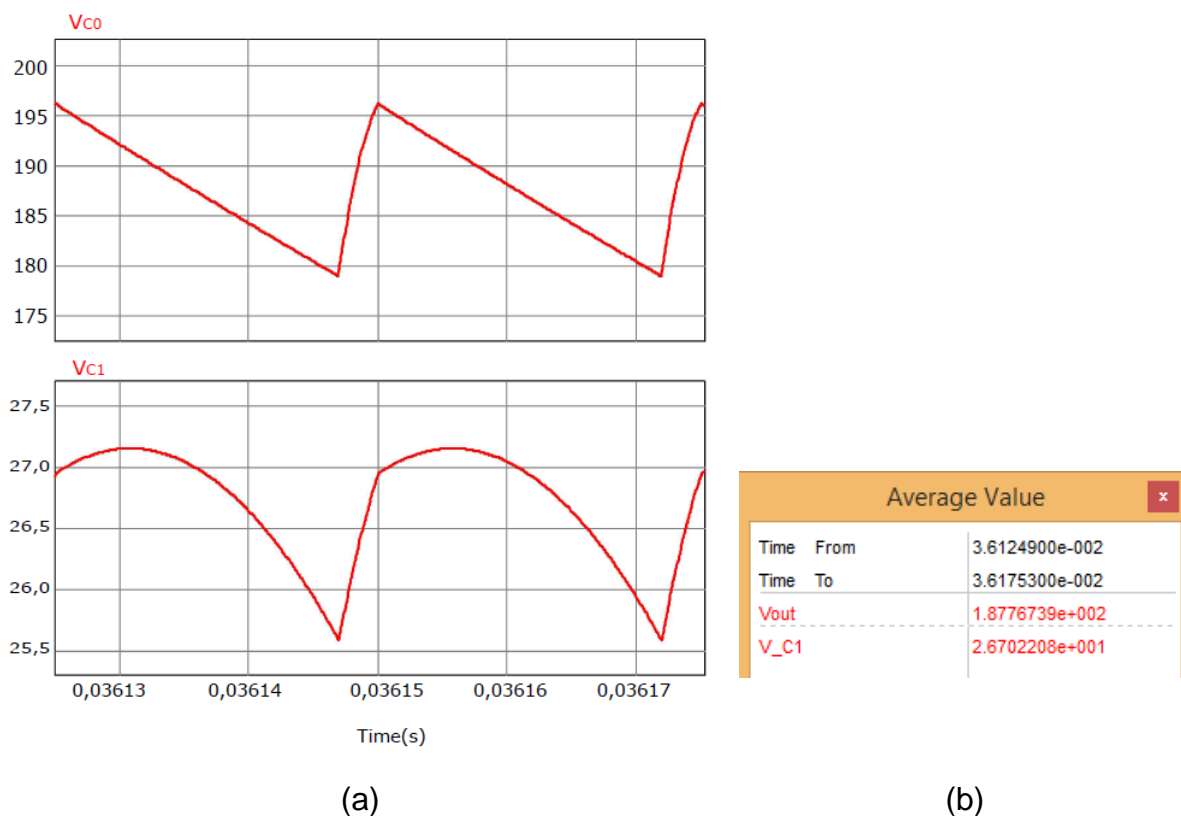 VC0
200
195
190
185
180
175
VC1
27,5
27,0
26,5
26,0
25,5
0,03613 0,03614 0,03615 0,03616 0,03617
Time(s)
(a)
Average Value x
Time From 3.6124900e-002
Time To 3.6175300e-002
Vout 1.8776739e+002
V_C1 2.6702208e+001
(b)